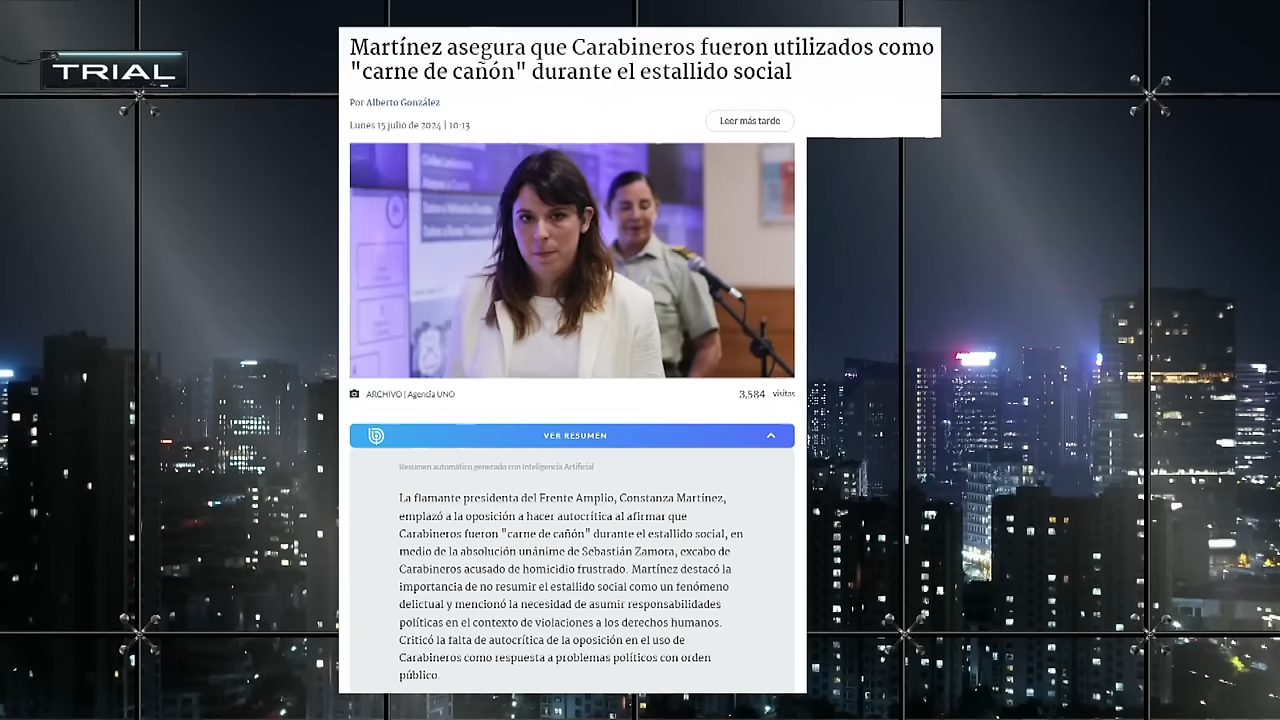 TRIAL
Martínez asegura que Carabineros fueron utilizados como
"carne de cañón" durante el estallido social
Por Alberto González
Lunes 15 julio de 2024 | 10:13
Leer más tarde
ARCHIVO | Agencia UNO
3,584 visitas
VER RESUMEN
Resumen automático generado con Inteligencia Artificial
La flamante presidenta del Frente Amplio, Constanza Martínez,
emplazó a la oposición a hacer autocrítica al afirmar que
Carabineros fueron "carne de cañón" durante el estallido social, en
medio de la absolución unánime de Sebastián Zamora, excabo de
Carabineros acusado de homicidio frustrado. Martínez destacó la
importancia de no resumir el estallido social como un fenómeno
delictual y mencionó la necesidad de asumir responsabilidades
políticas en el contexto de violaciones a los derechos humanos.
Criticó la falta de autocrítica de la oposición en el uso de
Carabineros como respuesta a problemas políticos con orden
público.